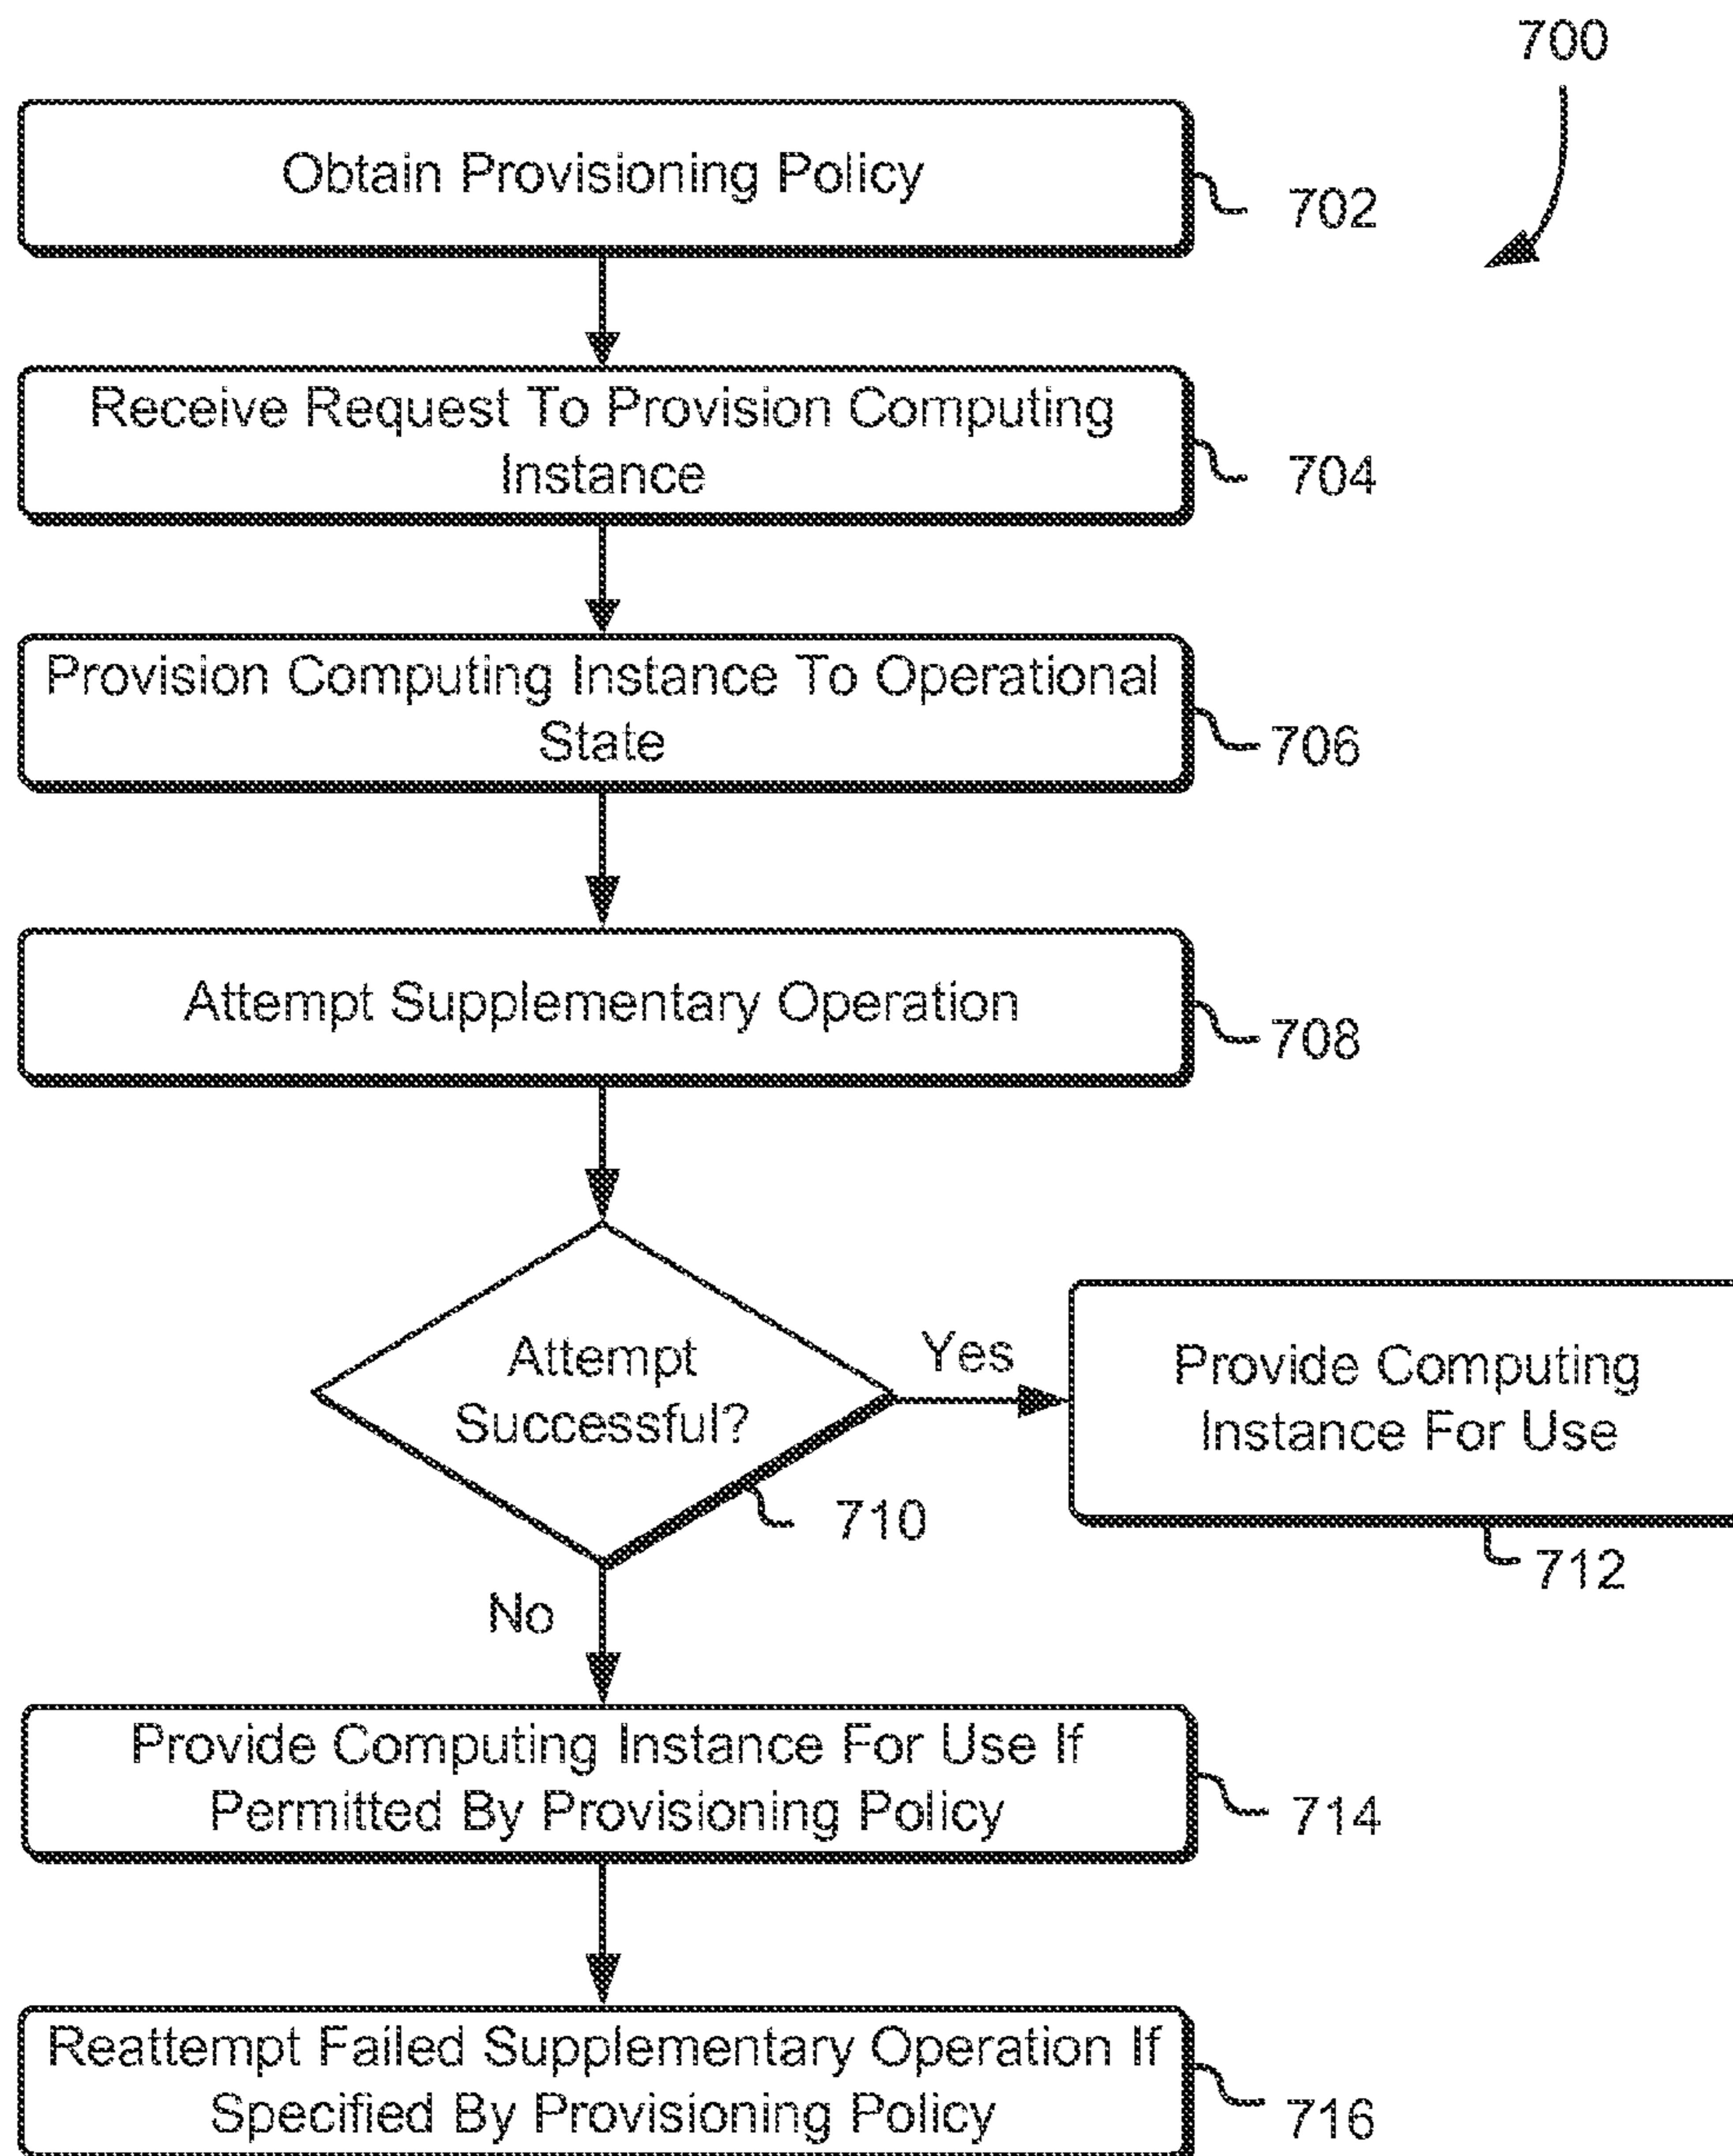 700
Obtain Provisioning Policy
702
Receive Request To Provision Computing
Instance
704
Provision Computing Instance To Operational
State
706
Attempt Supplementary Operation
708
Attempt
Successful?
Yes
710
Provide Computing
Instance For Use
712
No
Provide Computing Instance For Use If
Permitted By Provisioning Policy
714
Reattempt Failed Supplementary Operation If
Specified By Provisioning Policy
716